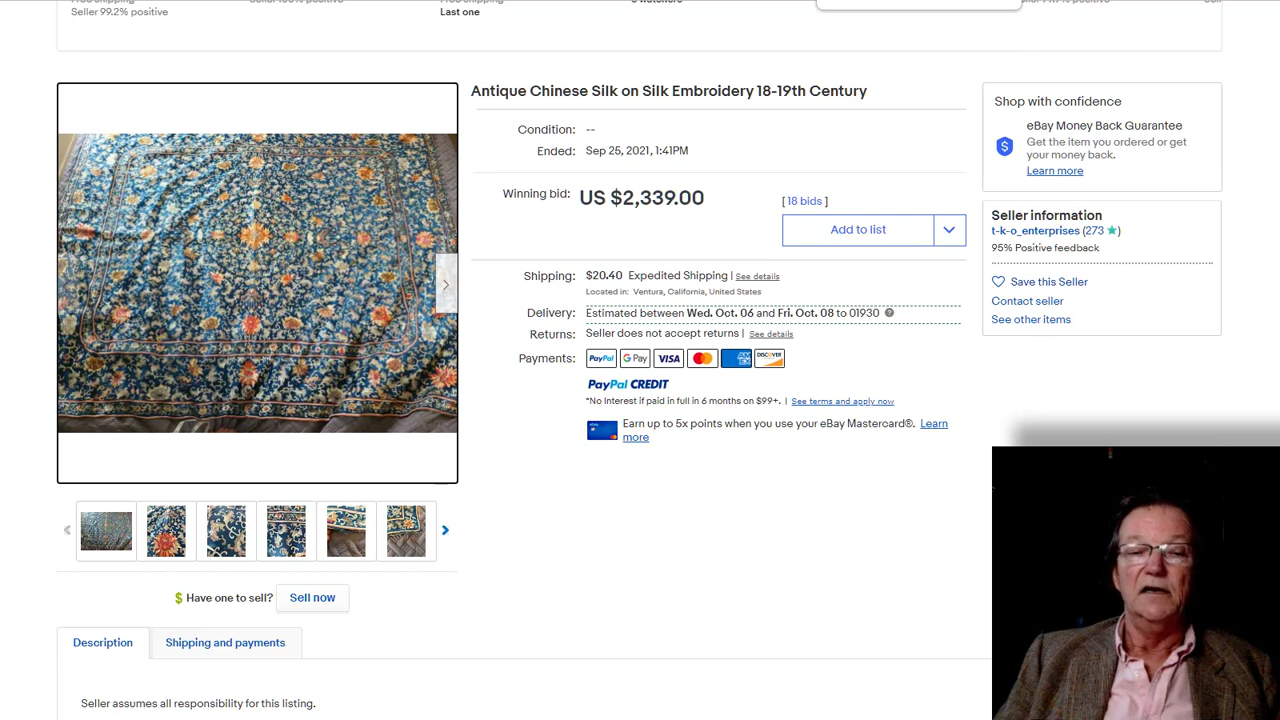 Seller 99.2% positive
Last one
Antique Chinese Silk on Silk Embroidery 18-19th Century
Condition: --
Ended: Sep 25, 2021, 1:41PM
Winning bid: US $2,339.00
[ 18 bids ]
Add to list
Shipping: $20.40 Expedited Shipping | See details
Located in: Ventura, California, United States
Delivery: Estimated between Wed. Oct. 06 and Fri. Oct. 08 to 01930
Returns: Seller does not accept returns | See details
Payments: PayPal G Pay VISA AM EX DISCOVER
PayPal CREDIT
*No Interest if paid in full in 6 months on $99+. | See terms and apply now
Earn up to 5x points when you use your eBay Mastercard®. Learn
more
Shop with confidence
eBay Money Back Guarantee
Get the item you ordered or get
your money back.
Learn more
Seller information
t-k-o_enterprises (273 ★)
95% Positive feedback
Save this Seller
Contact seller
See other items
Have one to sell? Sell now
Description
Shipping and payments
Seller assumes all responsibility for this listing.